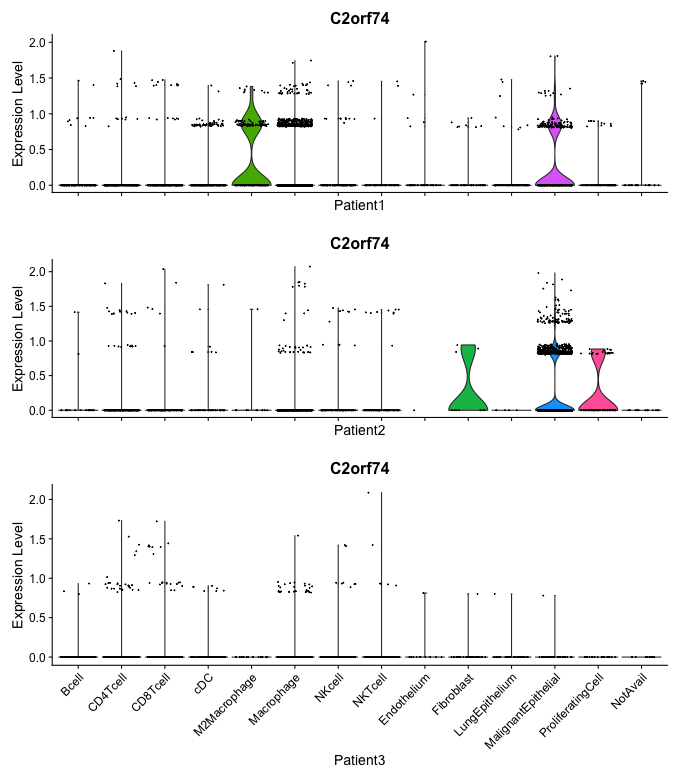 C2orf74
Expression Level
2.0
1.5
1.0
0.5
0.0
Patient1
C2orf74
Expression Level
2.0
1.5
1.0
0.5
0.0
Patient2
C2orf74
Expression Level
2.0
1.5
1.0
0.5
0.0
Bcell
CD4Tcell
CD8Tcell
cDC
M2Macrophage
Macrophage
NKcell
NKTcell
Endothelium
Fibroblast
LungEpithelium
MalignantEpithelial
ProliferatingCell
NotAvail
Patient3